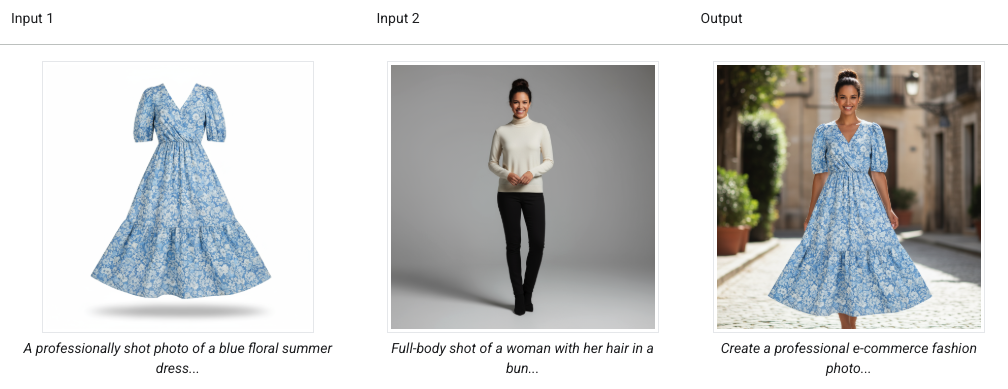 Input 1
Input 2
Output
A professionally shot photo of a blue floral summer
dress...
Full-body shot of a woman with her hair in a
bun...
Create a professional e-commerce fashion
photo...